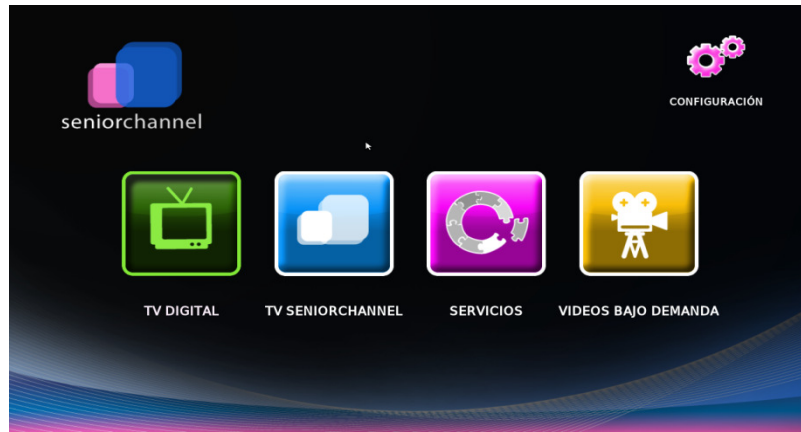 seniorchannel
CONFIGURACIÓN
TV DIGITAL
TV SENIORCHANNEL
SERVICIOS
VIDEOS BAJO DEMANDA